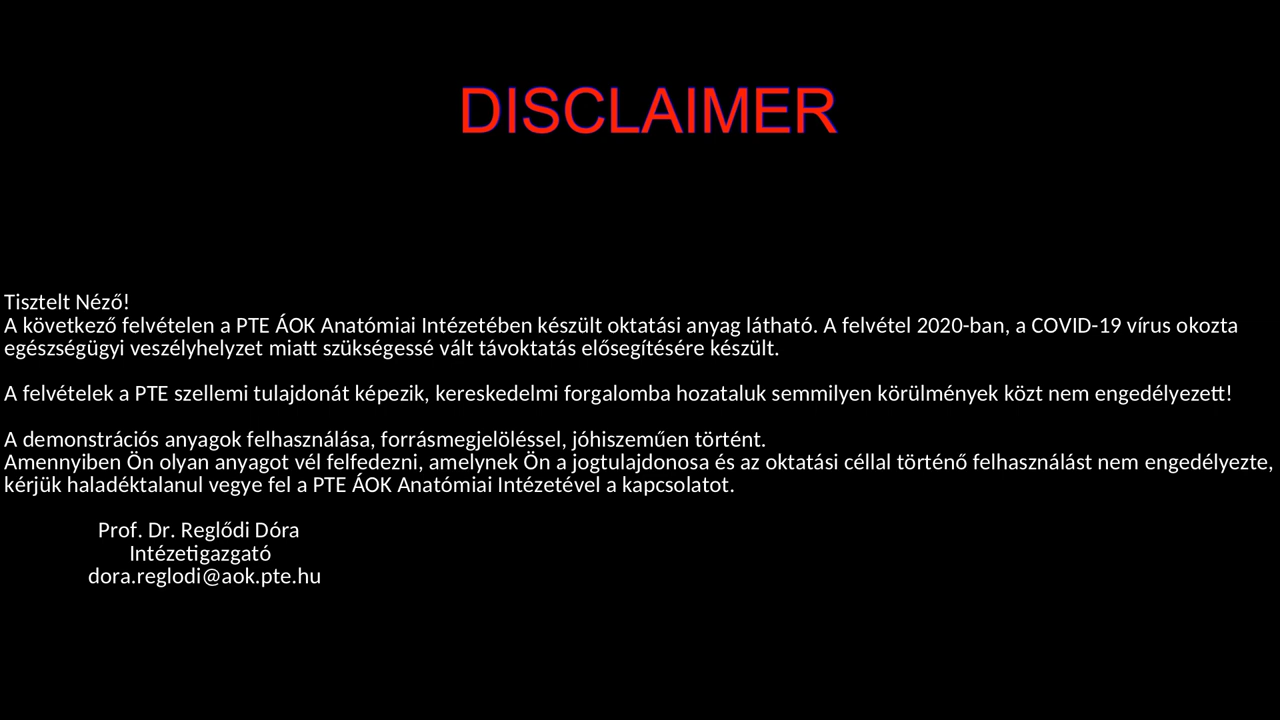 DISCLAIMER
Tisztelt Néző!
A következő felvételen a PTE ÁOK Anatómiai Intézetében készült oktatási anyag látható. A felvétel 2020-ban, a COVID-19 vírus okozta
egészségügyi veszélyhelyzet miatt szükségessé vált távoktatás elősegítésére készült.
A felvételek a PTE szellemi tulajdonát képezik, kereskedelmi forgalomba hozataluk semmilyen körülmények közt nem engedélyezett!
A demonstrációs anyagok felhasználása, forrásmegjelöléssel, jóhiszeműen történt.
Amennyiben Ön olyan anyagot vél felfedezni, amelynek Ön a jogtulajdonosa és az oktatási céllal történő felhasználást nem engedélyezte,
kérjük haladéktalanul vegye fel a PTE ÁOK Anatómiai Intézetével a kapcsolatot.
Prof. Dr. Reglődi Dóra
Intézetigazgató
dora.reglodi@aok.pte.hu